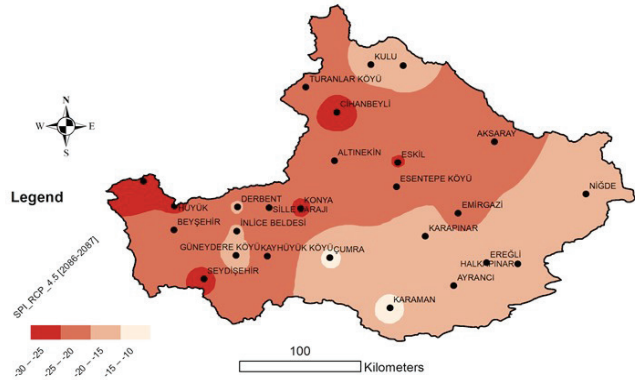 KULU
TURANLAR KÖYÜ
CİHANBEYLİ
AKSARAY
ALTINEKİN
ESKİL
ESENTEPE KÖYÜ
NİĞDE
N
W E
S
Legend
HÜYÜK
DERBENT
SİLLE BARAJI
KONYA
EMİRGAZİ
BEYŞEHİR
İNLİCE BELDESİ
KARAPINAR
GÜNEYDERE KÖYÜ
KAYHÜYÜK KÖYÜ
ÇUMRA
EREĞLİ
HALKAPINAR
SEYDİŞEHİR
AYRANCI
KARAMAN
SPI_RCP_4.5 [2086-2087]
-30 – -25
-25 – -20
-20 – -15
-15 – -10
100
Kilometers